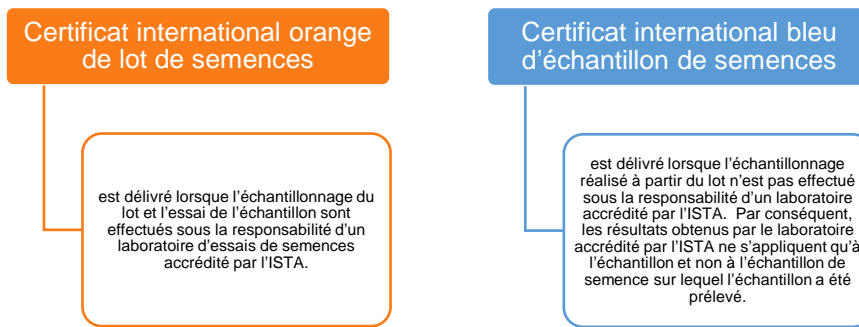 Certificat international orange
de lot de semences
est délivré lorsque l'échantillonnage du
lot et l'essai de l'échantillon sont
effectués sous la responsabilité d'un
laboratoire d'essais de semences
accrédité par l'ISTA.
Certificat international bleu
d'échantillon de semences
est délivré lorsque l'échantillonnage
réalisé à partir du lot n'est pas effectué
sous la responsabilité d'un laboratoire
accrédité par l'ISTA. Par conséquent,
les résultats obtenus par le laboratoire
accrédité par l'ISTA ne s'appliquent qu'à
l'échantillon et non à l'échantillon de
semence sur lequel l'échantillon a été
prélevé.